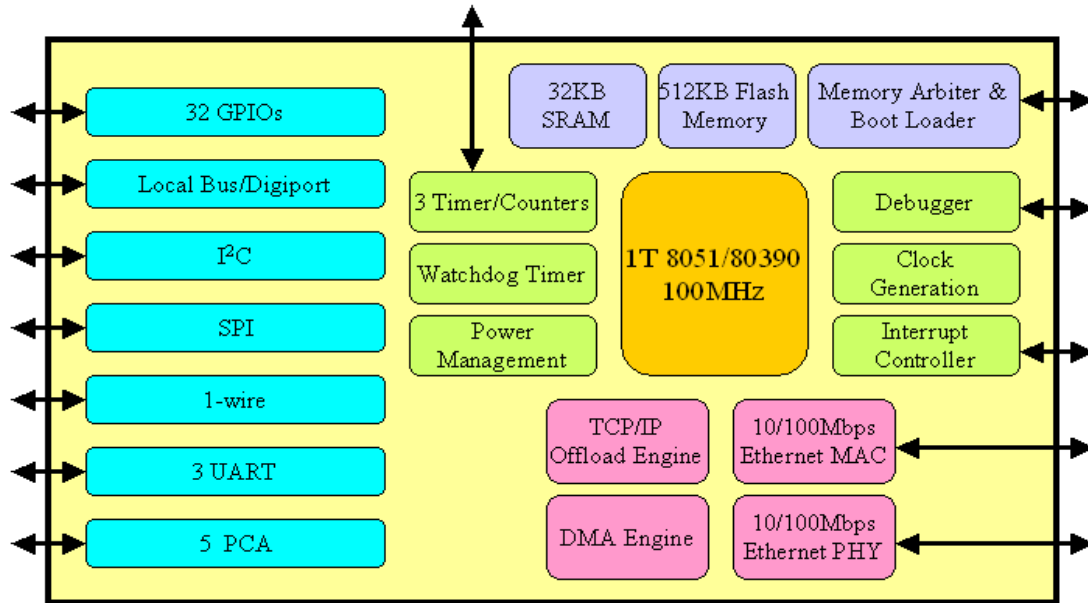 32 GPIOs
Local Bus/Digiport
I²C
SPI
1-wire
3 UART
5 PCA
32KB
SRAM
512KB Flash
Memory
Memory Arbiter &
Boot Loader
3 Timer/Counters
Watchdog Timer
Power
Management
1T 8051/80390
100MHz
Debugger
Clock
Generation
Interrupt
Controller
TCP/IP
Offload Engine
10/100Mbps
Ethernet MAC
DMA Engine
10/100Mbps
Ethernet PHY